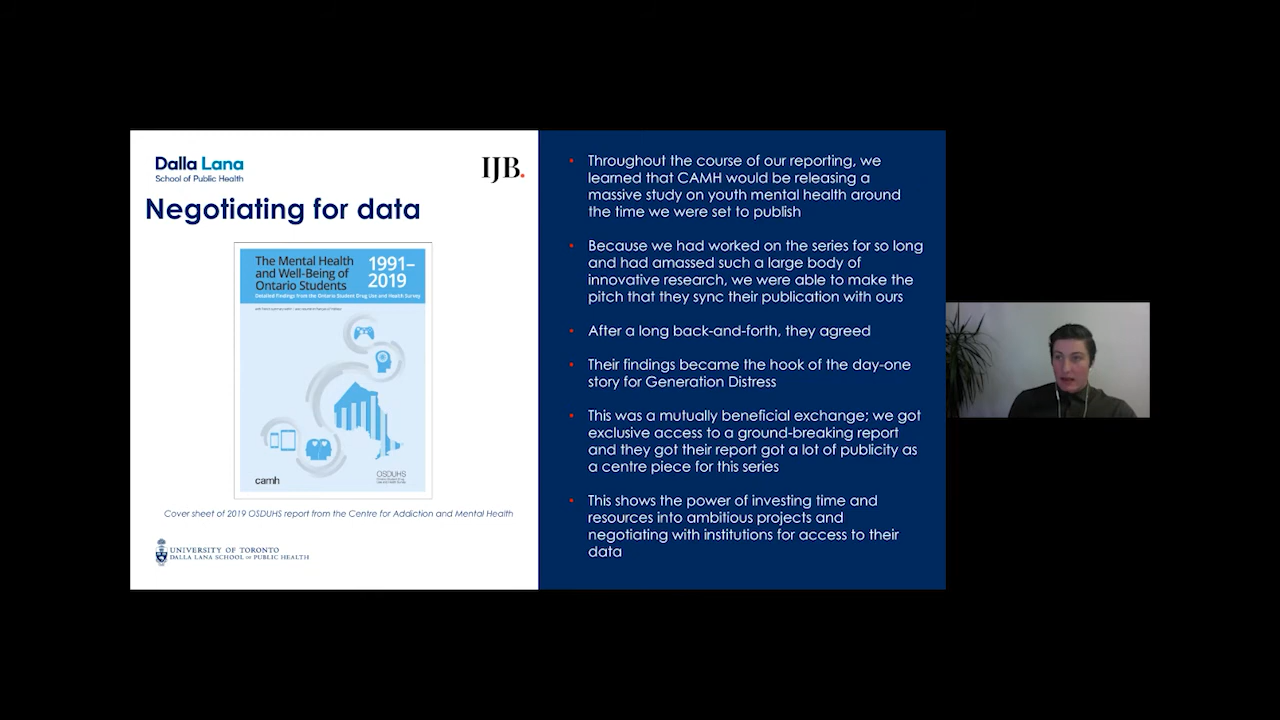 Dalla Lana
School of Public Health
IJB.
Negotiating for data
The Mental Health
and Well-Being of
Ontario Students
1991–
2019
Detailed Findings from the Ontario Student Drug Use and Health Survey
camh
OSDUHS
Cover sheet of 2019 OSDUHS report from the Centre for Addiction and Mental Health
UNIVERSITY OF TORONTO
DALLA LANA SCHOOL OF PUBLIC HEALTH
• Throughout the course of our reporting, we
learned that CAMH would be releasing a
massive study on youth mental health around
the time we were set to publish
• Because we had worked on the series for so long
and had amassed such a large body of
innovative research, we were able to make the
pitch that they sync their publication with ours
• After a long back-and-forth, they agreed
• Their findings became the hook of the day-one
story for Generation Distress
• This was a mutually beneficial exchange; we got
exclusive access to a ground-breaking report
and they got their report got a lot of publicity as
a centre piece for this series
• This shows the power of investing time and
resources into ambitious projects and
negotiating with institutions for access to their
data